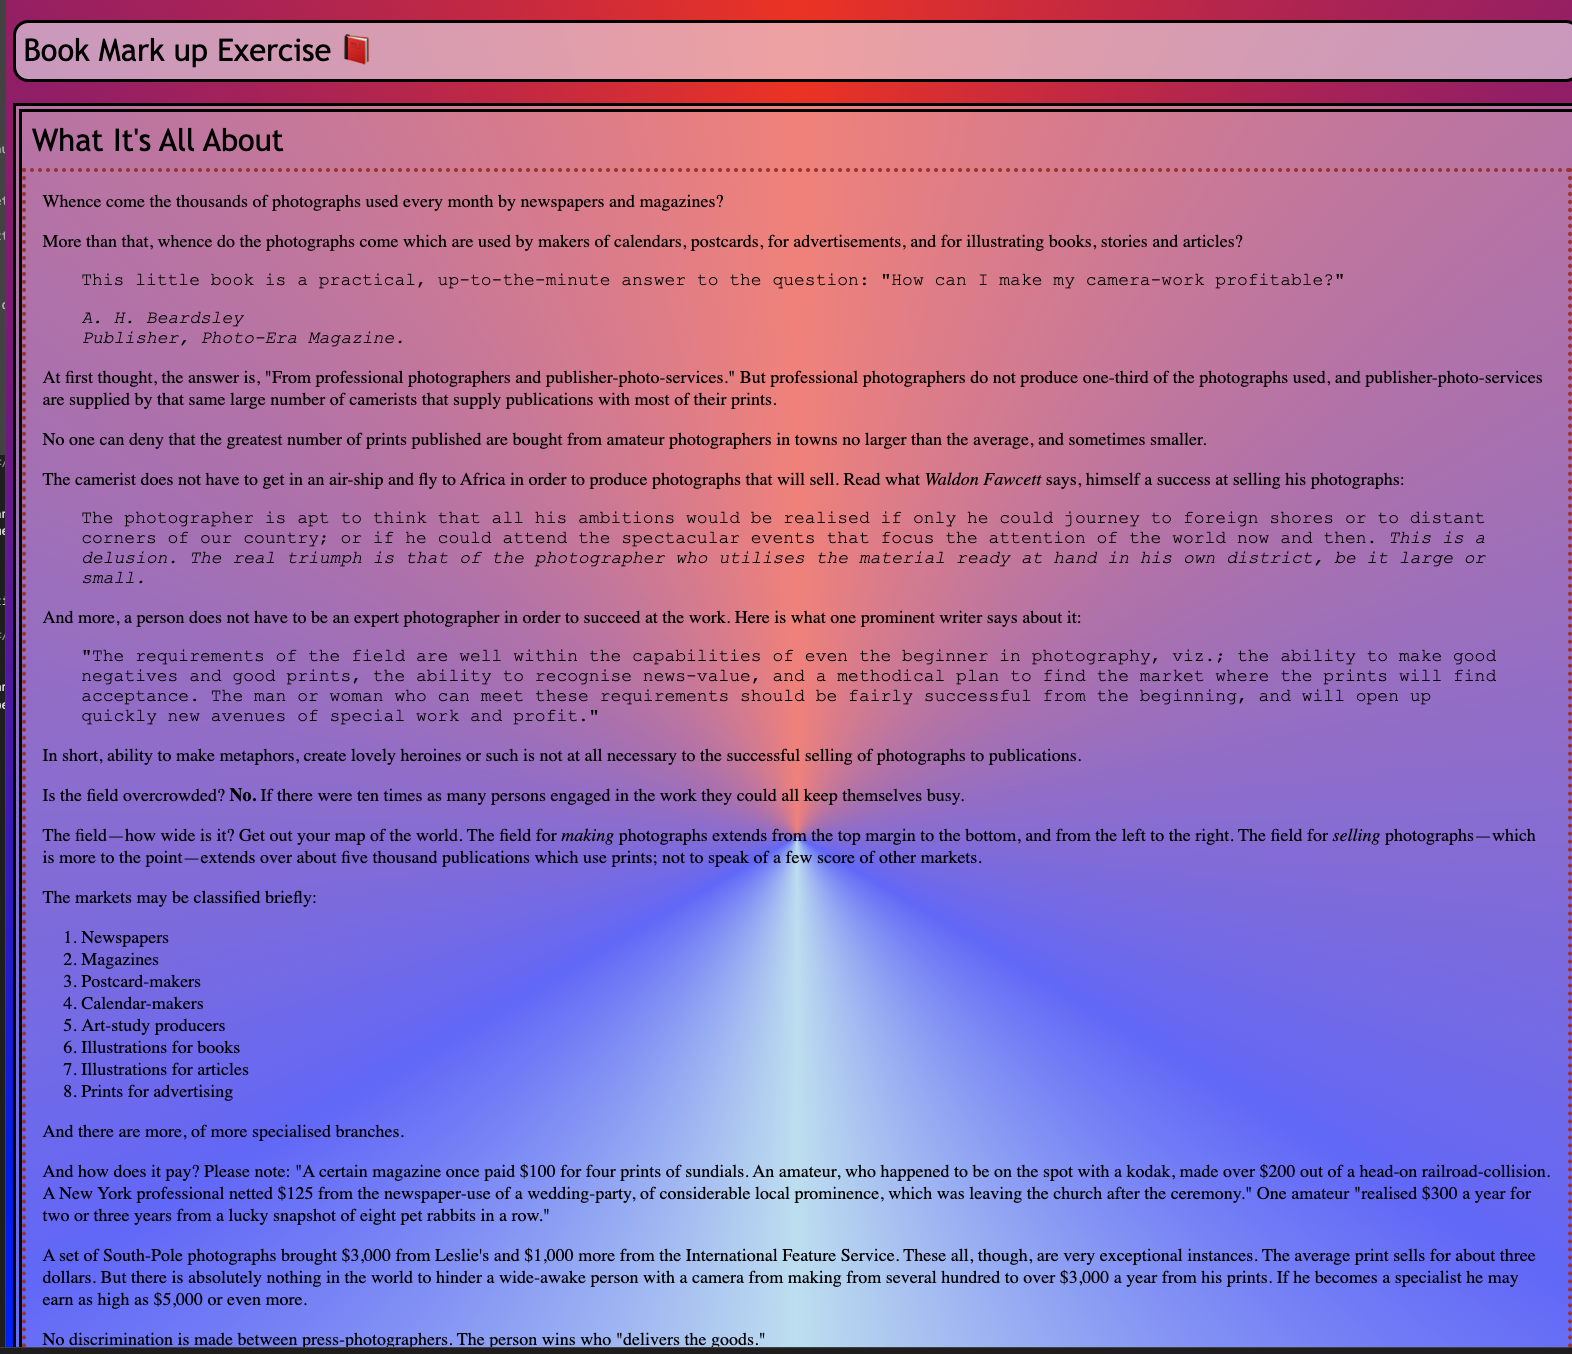 Book Mark up Exercise 📕
What It's All About
Whence come the thousands of photographs used every month by newspapers and magazines?
More than that, whence do the photographs come which are used by makers of calendars, postcards, for advertisements, and for illustrating books, stories and articles?
This little book is a practical, up-to-the-minute answer to the question: "How can I make my camera-work profitable?"
A. H. Beardsley
Publisher, Photo-Era Magazine.
At first thought, the answer is, "From professional photographers and publisher-photo-services." But professional photographers do not produce one-third of the photographs used, and publisher-photo-services
are supplied by that same large number of camerists that supply publications with most of their prints.
No one can deny that the greatest number of prints published are bought from amateur photographers in towns no larger than the average, and sometimes smaller.
The camerist does not have to get in an air-ship and fly to Africa in order to produce photographs that will sell. Read what Waldon Fawcett says, himself a success at selling his photographs:
The photographer is apt to think that all his ambitions would be realised if only he could journey to foreign shores or to distant
corners of our country; or if he could attend the spectacular events that focus the attention of the world now and then. This is a
delusion. The real triumph is that of the photographer who utilises the material ready at hand in his own district, be it large or
small.
And more, a person does not have to be an expert photographer in order to succeed at the work. Here is what one prominent writer says about it:
"The requirements of the field are well within the capabilities of even the beginner in photography, viz.; the ability to make good
negatives and good prints, the ability to recognise news-value, and a methodical plan to find the market where the prints will find
acceptance. The man or woman who can meet these requirements should be fairly successful from the beginning, and will open up
quickly new avenues of special work and profit."
In short, ability to make metaphors, create lovely heroines or such is not at all necessary to the successful selling of photographs to publications.
Is the field overcrowded? No. If there were ten times as many persons engaged in the work they could all keep themselves busy.
The field—how wide is it? Get out your map of the world. The field for making photographs extends from the top margin to the bottom, and from the left to the right. The field for selling photographs—which
is more to the point—extends over about five thousand publications which use prints; not to speak of a few score of other markets.
The markets may be classified briefly:
1. Newspapers
2. Magazines
3. Postcard-makers
4. Calendar-makers
5. Art-study producers
6. Illustrations for books
7. Illustrations for articles
8. Prints for advertising
And there are more, of more specialised branches.
And how does it pay? Please note: "A certain magazine once paid $100 for four prints of sundials. An amateur, who happened to be on the spot with a kodak, made over $200 out of a head-on railroad-collision.
A New York professional netted $125 from the newspaper-use of a wedding-party, of considerable local prominence, which was leaving the church after the ceremony." One amateur "realised $300 a year for
two or three years from a lucky snapshot of eight pet rabbits in a row."
A set of South-Pole photographs brought $3,000 from Leslie's and $1,000 more from the International Feature Service. These all, though, are very exceptional instances. The average print sells for about three
dollars. But there is absolutely nothing in the world to hinder a wide-awake person with a camera from making from several hundred to over $3,000 a year from his prints. If he becomes a specialist he may
earn as high as $5,000 or even more.
No discrimination is made between press-photographers. The person wins who "delivers the goods."